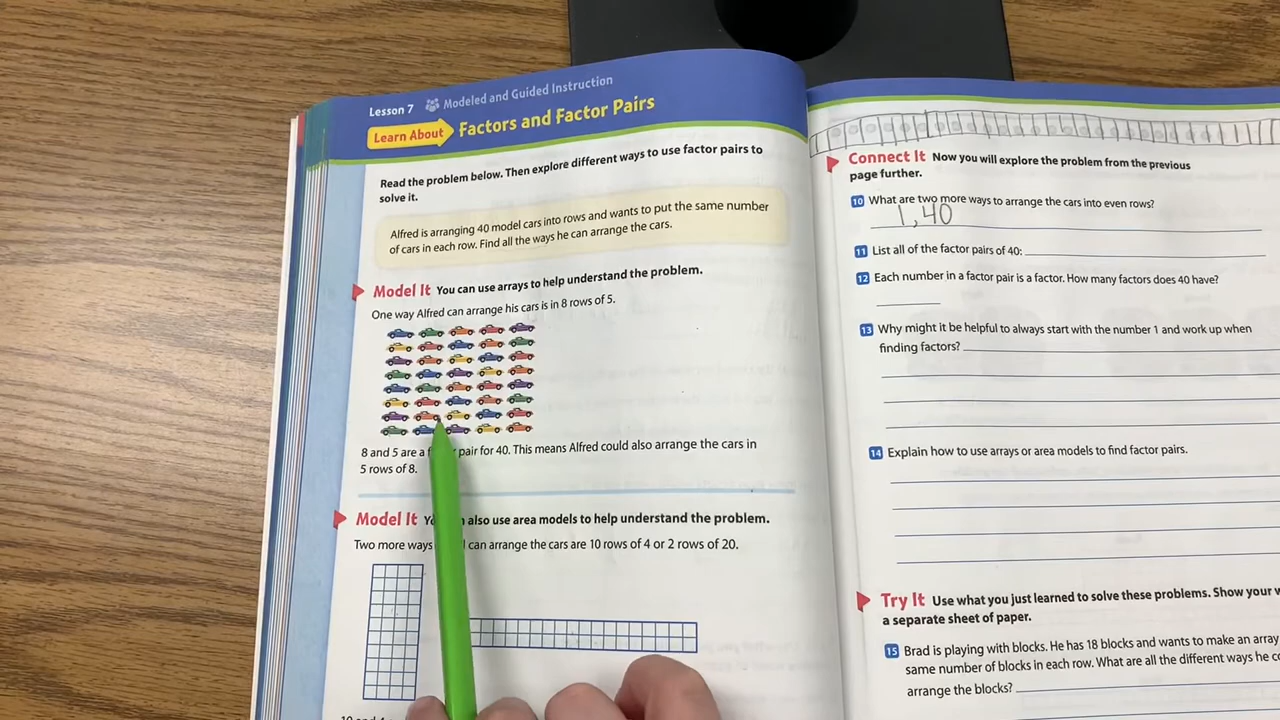 Lesson 7 Modeled and Guided Instruction
Learn About Factors and Factor Pairs
Read the problem below. Then explore different ways to use factor pairs to
solve it.
Alfred is arranging 40 model cars into rows and wants to put the same number
of cars in each row. Find all the ways he can arrange the cars.
Model It You can use arrays to help understand the problem.
One way Alfred can arrange his cars is in 8 rows of 5.
8 and 5 are a pair for 40. This means Alfred could also arrange the cars in
5 rows of 8.
Model It also use area models to help understand the problem.
Two more ways can arrange the cars are 10 rows of 4 or 2 rows of 20.
Connect It Now you will explore the problem from the previous
page further.
10 What are two more ways to arrange the cars into even rows?
1, 40
11 List all of the factor pairs of 40:
12 Each number in a factor pair is a factor. How many factors does 40 have?
13 Why might it be helpful to always start with the number 1 and work up when
finding factors?
14 Explain how to use arrays or area models to find factor pairs.
Try It Use what you just learned to solve these problems. Show your
a separate sheet of paper.
15 Brad is playing with blocks. He has 18 blocks and wants to make an array
same number of blocks in each row. What are all the different ways he
arrange the blocks?